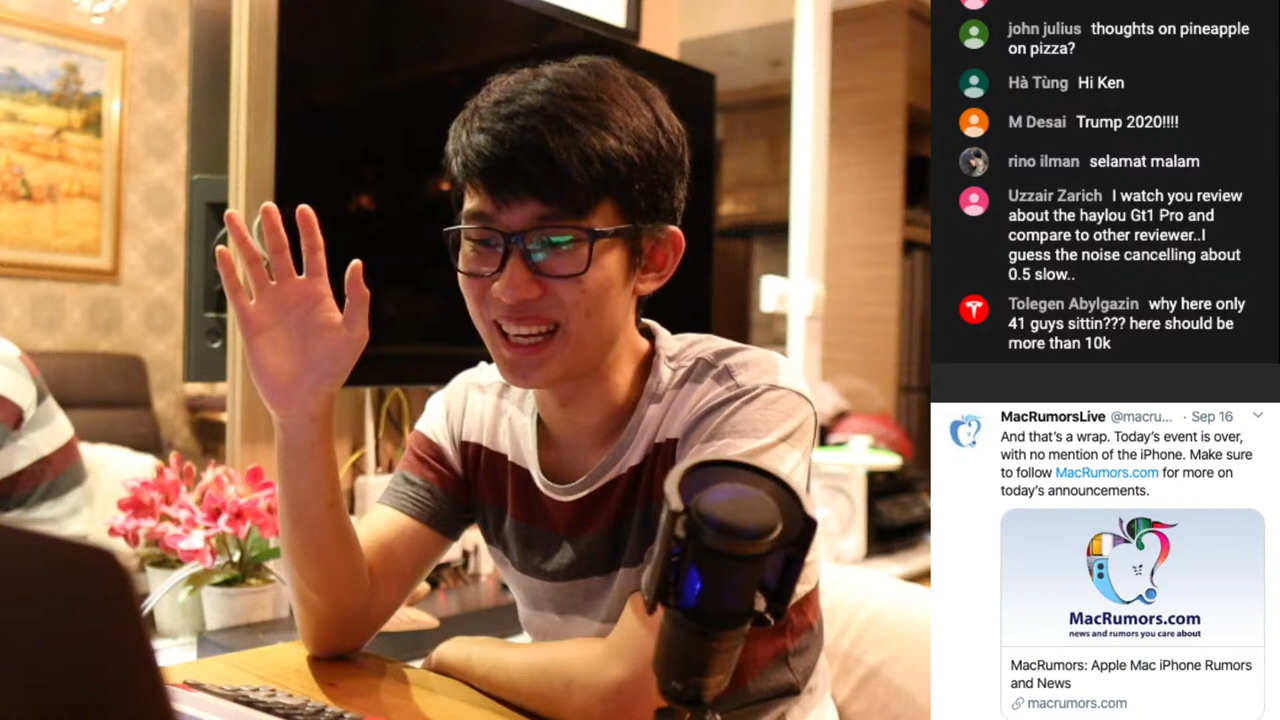 john julius thoughts on pineapple
on pizza?
Hà Tùng Hi Ken
M Desai Trump 2020!!!!
rino ilman selamat malam
Uzzair Zarich I watch you review
about the haylou Gt1 Pro and
compare to other reviewer..I
guess the noise cancelling about
0.5 slow..
Tolegen Abylgazin why here only
41 guys sittin??? here should be
more than 10k
MacRumorsLive @macru... · Sep 16
And that's a wrap. Today's event is over,
with no mention of the iPhone. Make sure
to follow MacRumors.com for more on
today's announcements.
MacRumors.com
news and rumors you care about
MacRumors: Apple Mac iPhone Rumors
and News
macrumors.com